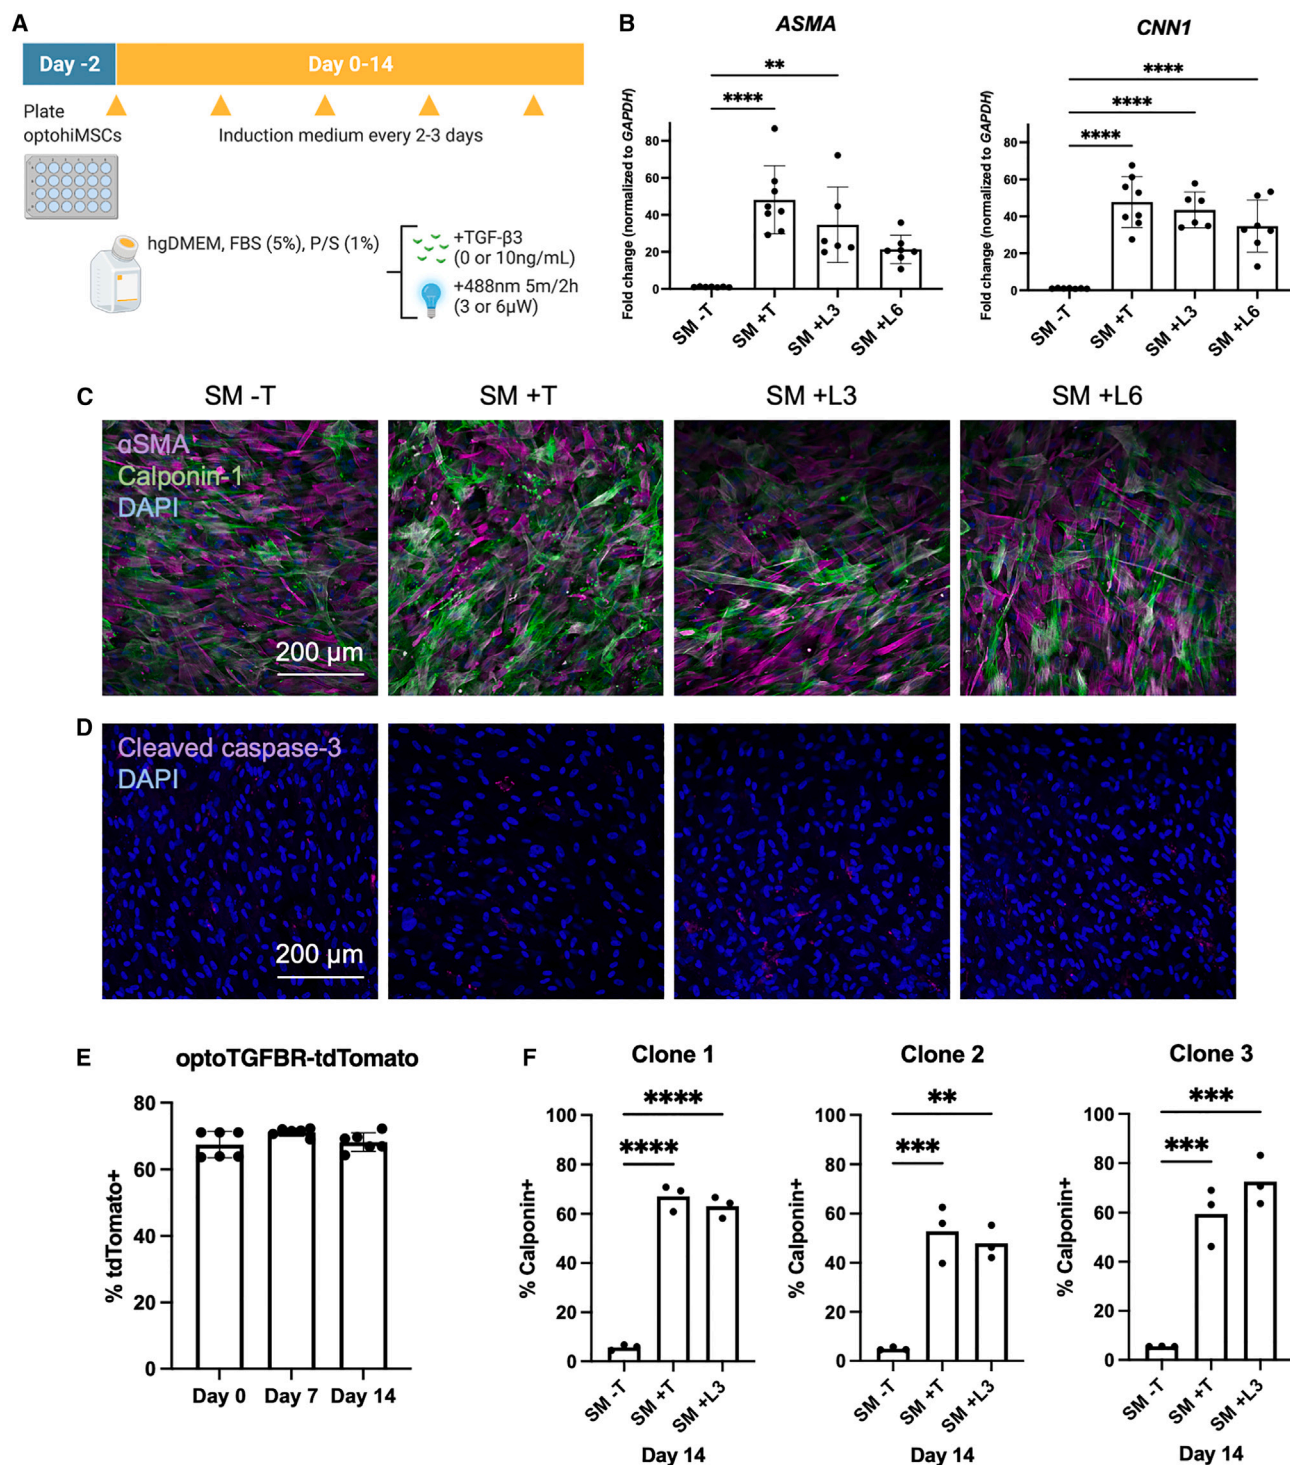 A
Day -2
Day 0-14
Plate
optohiMSCs
Induction medium every 2-3 days
hgDMEM, FBS (5%), P/S (1%)
+TGF-β3
(0 or 10ng/mL)
+488nm 5m/2h
(3 or 6µW)
B
ASMA
Fold change (normalized to GAPDH)
**
****
80
60
40
20
0
SM -T
SM +T
SM +L3
SM +L6
CNN1
Fold change (normalized to GAPDH)
****
****
****
80
60
40
20
0
SM -T
SM +T
SM +L3
SM +L6
C
SM -T
SM +T
SM +L3
SM +L6
αSMA
Calponin-1
DAPI
200 µm
D
Cleaved caspase-3
DAPI
200 µm
E
optoTGFBR-tdTomato
% tdTomato+
80
60
40
20
0
Day 0
Day 7
Day 14
F
Clone 1
% Calponin+
****
****
100
80
60
40
20
0
SM -T
SM +T
SM +L3
Day 14
Clone 2
% Calponin+
**
***
100
80
60
40
20
0
SM -T
SM +T
SM +L3
Day 14
Clone 3
% Calponin+
***
***
100
80
60
40
20
0
SM -T
SM +T
SM +L3
Day 14